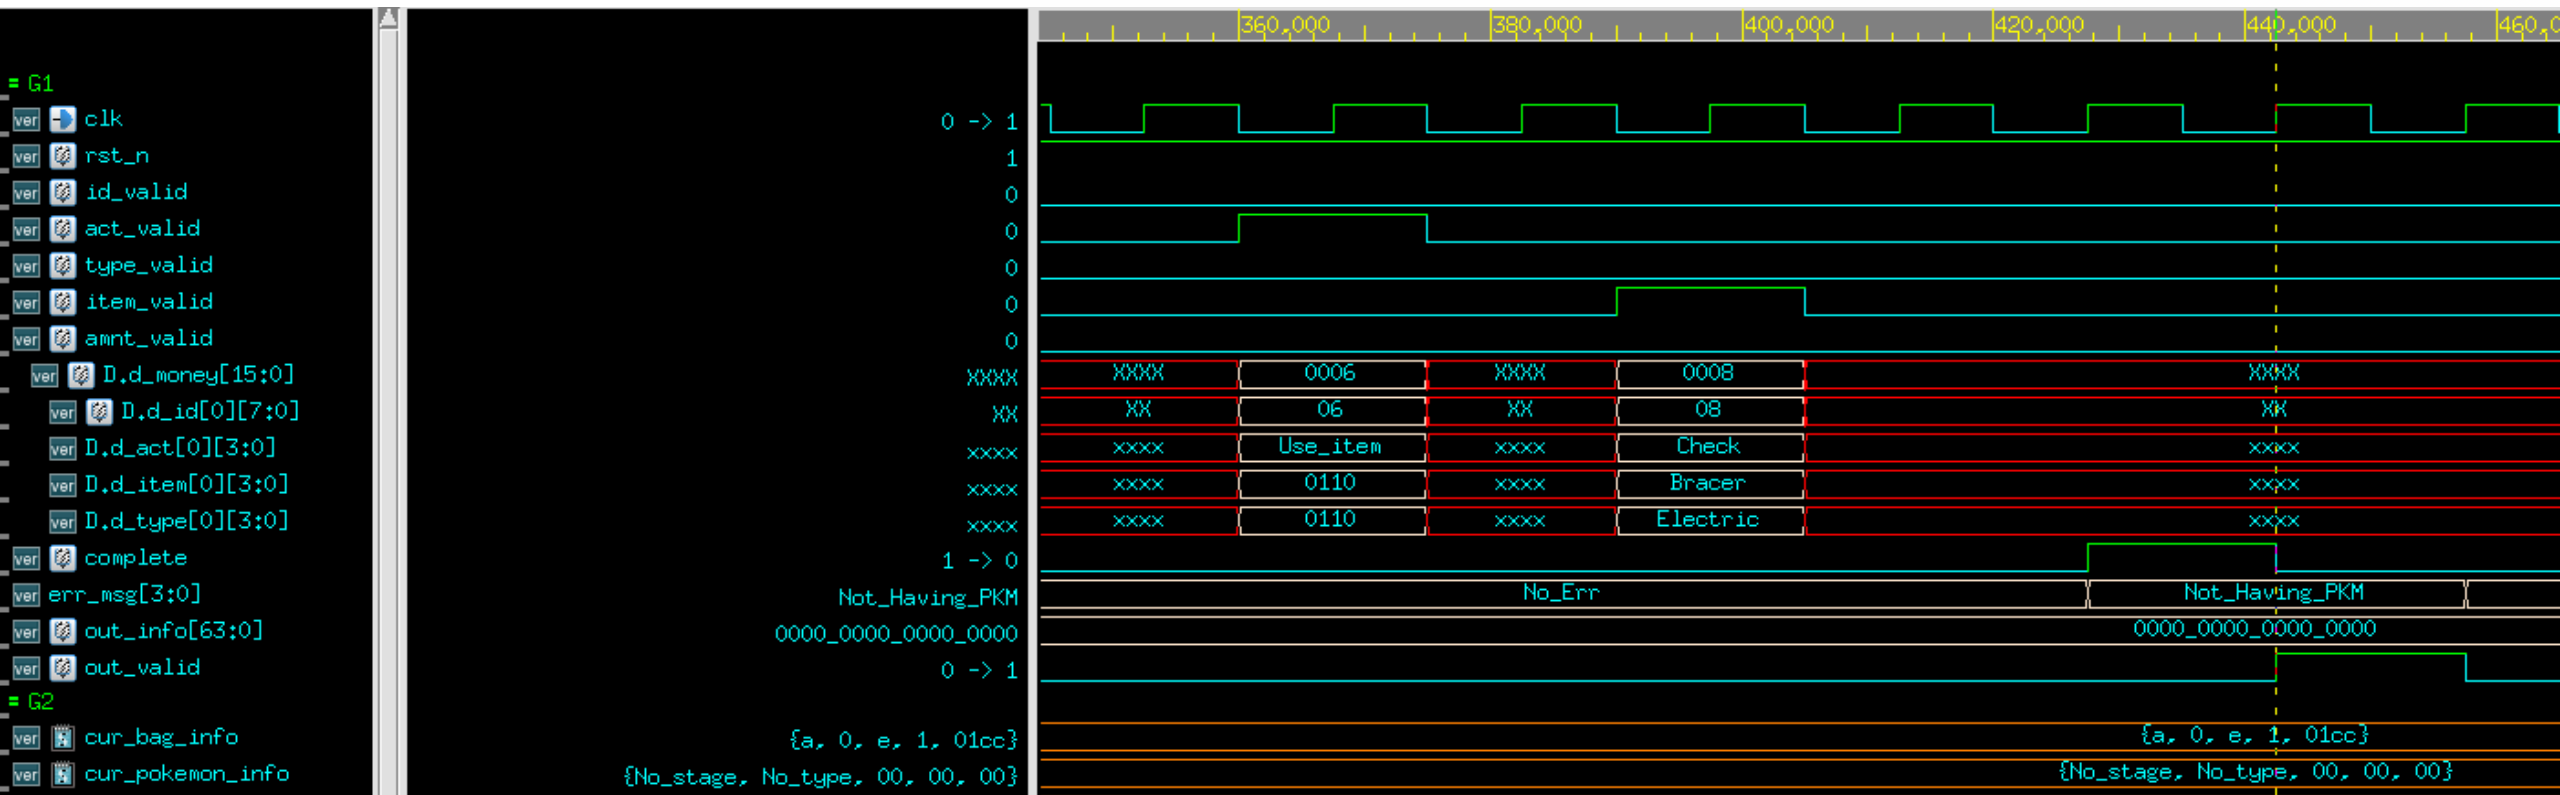 360,000 380,000 400,000 420,000 440,000 460,0
= G1
ver clk 0 -> 1
ver rst_n 1
ver id_valid 0
ver act_valid 0
ver type_valid 0
ver item_valid 0
ver amnt_valid 0
ver D.d_money[15:0] XXXX XXXX 0006 XXXX 0008 XXXX
ver D.d_id[0][7:0] XX XX 06 XX 08 XX
ver D.d_act[0][3:0] xxxx xxxx Use_item xxxx Check xxxx
ver D.d_item[0][3:0] xxxx xxxx 0110 xxxx Bracer xxxx
ver D.d_type[0][3:0] xxxx xxxx 0110 xxxx Electric xxxx
ver complete 1 -> 0
ver err_msg[3:0] Not_Having_PKM No_Err Not_Having_PKM
ver out_info[63:0] 0000_0000_0000_0000 0000_0000_0000_0000
ver out_valid 0 -> 1
= G2
ver cur_bag_info {a, 0, e, 1, 01cc} {a, 0, e, 1, 01cc}
ver cur_pokemon_info {No_stage, No_type, 00, 00, 00} {No_stage, No_type, 00, 00, 00}